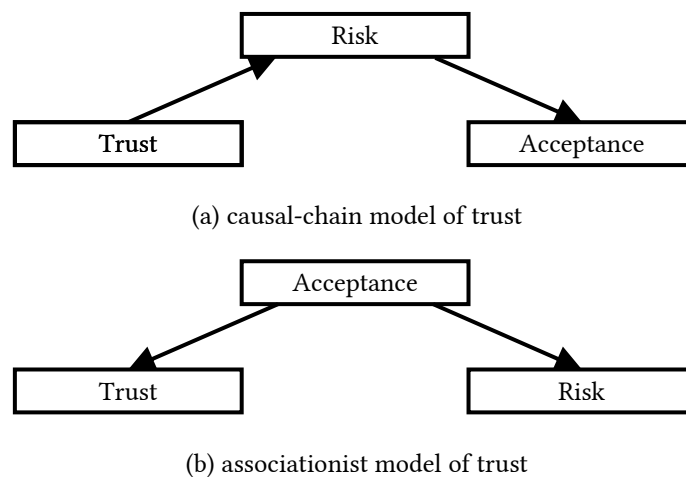 Risk
Trust
Acceptance
(a) causal-chain model of trust
Acceptance
Trust
Risk
(b) associationist model of trust